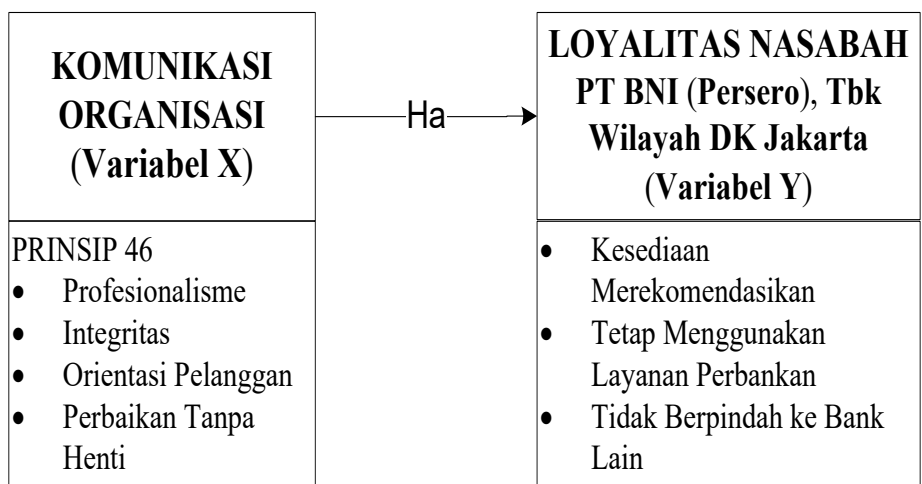 KOMUNIKASI
ORGANISASI
(Variabel X)
PRINSIP 46
• Profesionalisme
• Integritas
• Orientasi Pelanggan
• Perbaikan Tanpa
Henti
Ha
LOYALITAS NASABAH
PT BNI (Persero), Tbk
Wilayah DK Jakarta
(Variabel Y)
• Kesediaan
Merekomendasikan
• Tetap Menggunakan
Layanan Perbankan
• Tidak Berpindah ke Bank
Lain